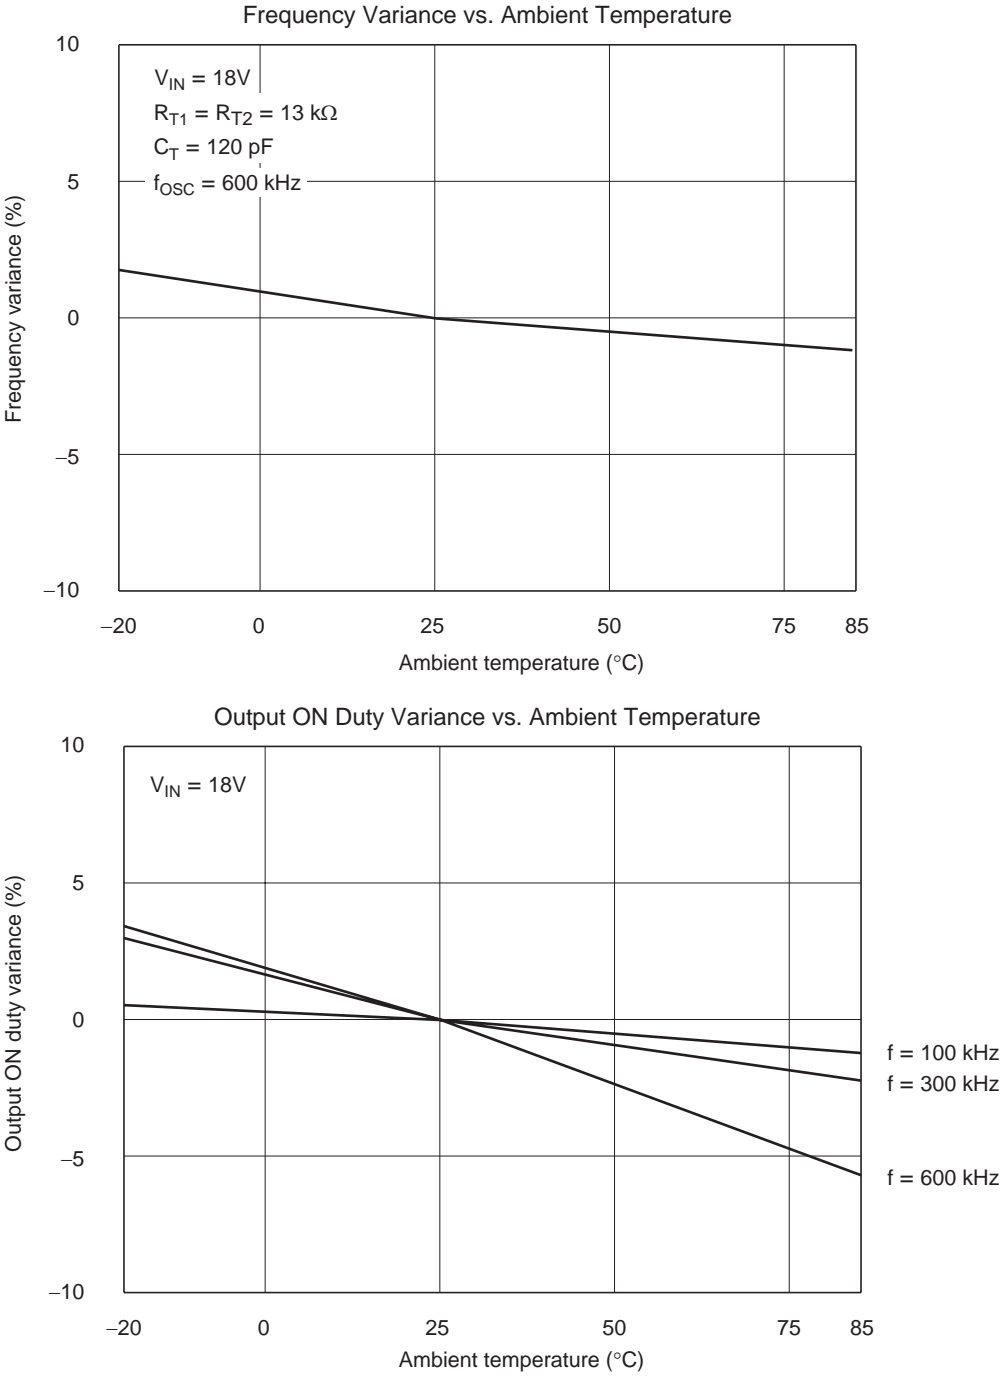 Frequency Variance vs. Ambient Temperature
10
V_IN = 18V
R_T1 = R_T2 = 13 kΩ
C_T = 120 pF
f_OSC = 600 kHz
5
0
−5
−10
Frequency variance (%)
−20 0 25 50 75 85
Ambient temperature (°C)
Output ON Duty Variance vs. Ambient Temperature
10
V_IN = 18V
5
0
−5
−10
Output ON duty variance (%)
f = 100 kHz
f = 300 kHz
f = 600 kHz
−20 0 25 50 75 85
Ambient temperature (°C)